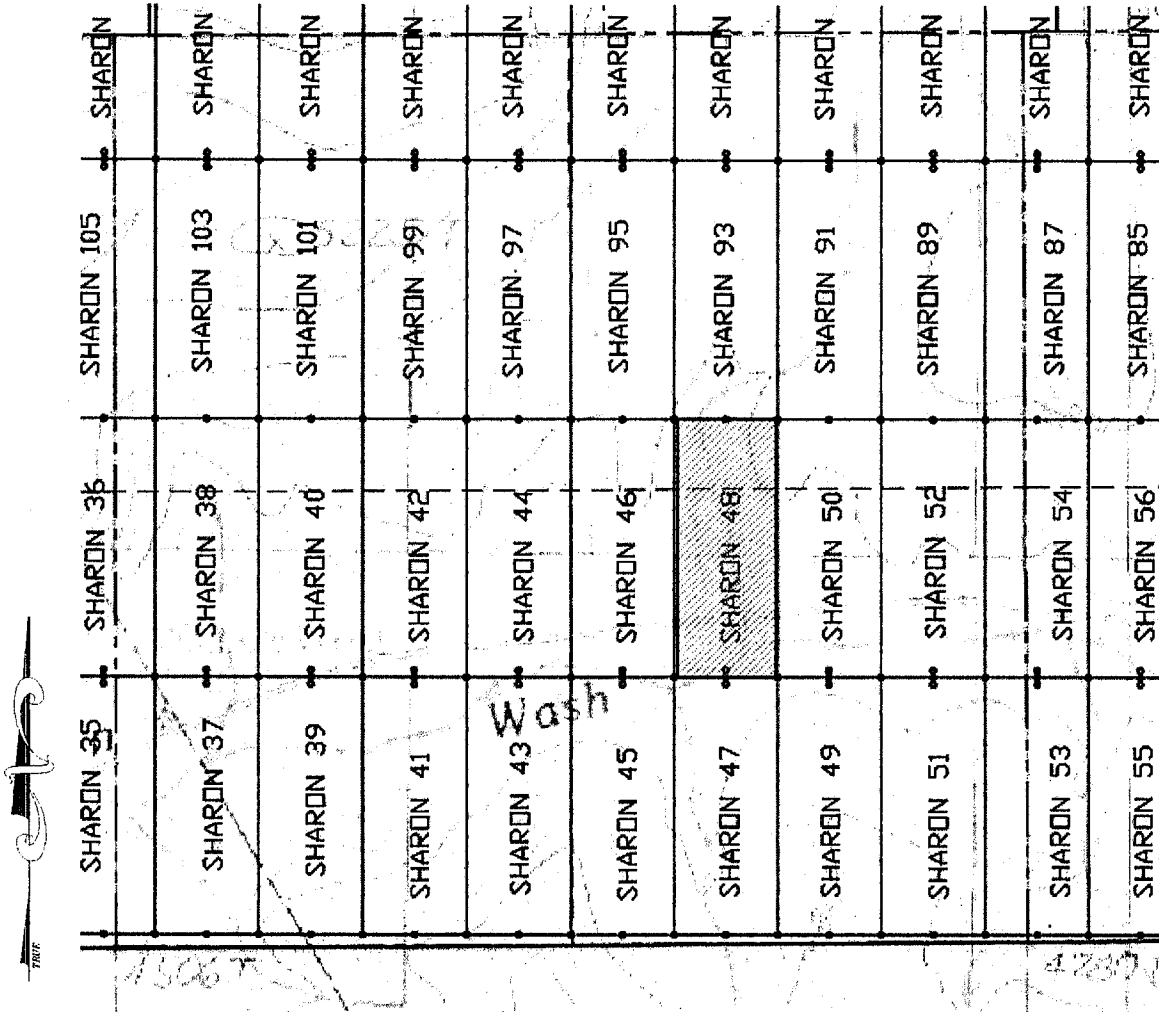 SHARON
SHARON
SHARON
SHARON
SHARON
SHARON
SHARON
SHARON
SHARON
SHARON
SHARON
SHARON 105
SHARON 103
SHARON 101
SHARON 99
SHARON 97
SHARON 95
SHARON 93
SHARON 91
SHARON 89
SHARON 87
SHARON 85
SHARON 36
SHARON 38
SHARON 40
SHARON 42
SHARON 44
SHARON 46
SHARON 48
SHARON 50
SHARON 52
SHARON 54
SHARON 56
Wash
SHARON 35
SHARON 37
SHARON 39
SHARON 41
SHARON 43
SHARON 45
SHARON 47
SHARON 49
SHARON 51
SHARON 53
SHARON 55
TRUE